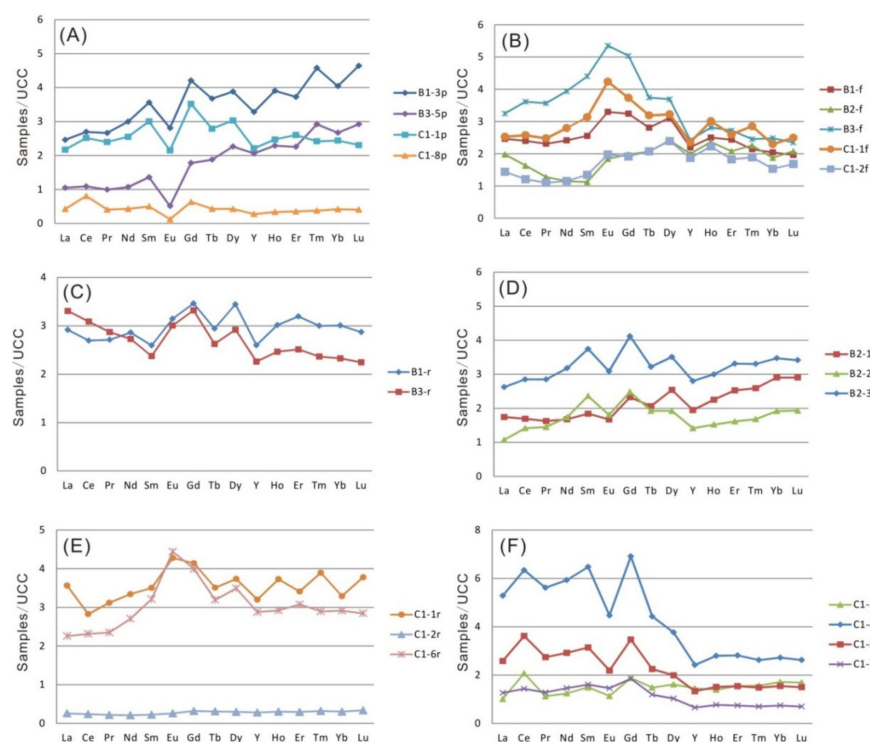 (A)
Samples/UCC
6
5
4
3
2
1
0
La Ce Pr Nd Sm Eu Gd Tb Dy Y Ho Er Tm Yb Lu
B1-3p
B3-5p
C1-1p
C1-8p
(B)
Samples/UCC
6
5
4
3
2
1
0
La Ce Pr Nd Sm Eu Gd Tb Dy Y Ho Er Tm Yb Lu
B1-f
B2-f
B3-f
C1-1f
C1-2f
(C)
Samples/UCC
4
3
2
1
0
La Ce Pr Nd Sm Eu Gd Tb Dy Y Ho Er Tm Yb Lu
B1-r
B3-r
(D)
Samples/UCC
6
5
4
3
2
1
0
La Ce Pr Nd Sm Eu Gd Tb Dy Y Ho Er Tm Yb Lu
B2-1
B2-2
B2-3
(E)
Samples/UCC
5
4
3
2
1
0
La Ce Pr Nd Sm Eu Gd Tb Dy Y Ho Er Tm Yb Lu
C1-1r
C1-2r
C1-6r
(F)
Samples/UCC
8
6
4
2
0
La Ce Pr Nd Sm Eu Gd Tb Dy Y Ho Er Tm Yb Lu
C1-
C1-
C1-
C1-